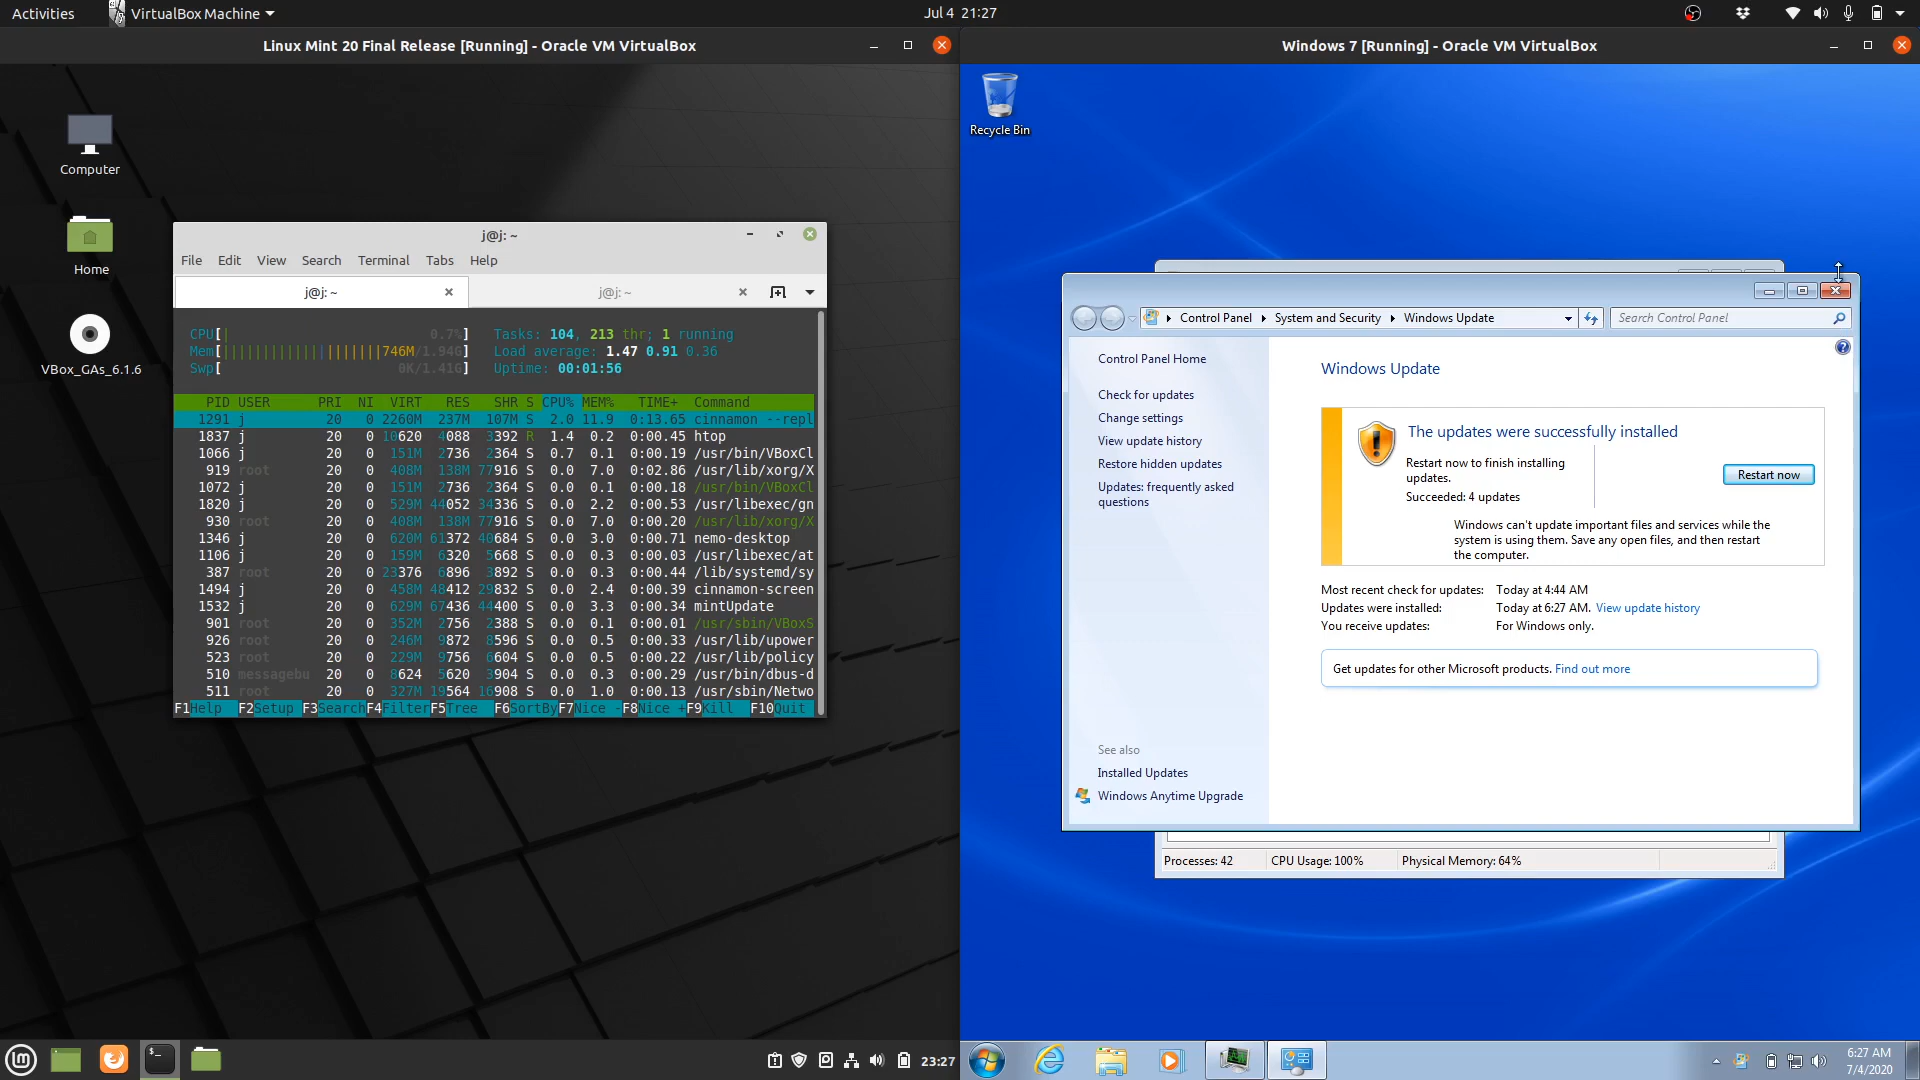 Activities
VirtualBox Machine
Jul 4 21:27
Linux Mint 20 Final Release [Running] - Oracle VM VirtualBox
Computer
Home
VBox_GAs_6.1.6
j@j: ~
File Edit View Search Terminal Tabs Help
j@j: ~
j@j: ~
CPU[| 0.7%] Tasks: 104, 213 thr; 1 running
Mem[||||||||||||||||||||746M/1.94G] Load average: 1.47 0.91 0.36
Swp[ 0K/1.41G] Uptime: 00:01:56
PID USER PRI NI VIRT RES SHR S CPU% MEM% TIME+ Command
1291 j 20 0 2260M 237M 107M S 2.0 11.9 0:13.65 cinnamon --repl
1837 j 20 0 10620 4088 3392 R 1.4 0.2 0:00.45 htop
1066 j 20 0 151M 2736 2364 S 0.7 0.1 0:00.19 /usr/bin/VBoxCl
919 root 20 0 408M 138M 77916 S 0.0 7.0 0:02.86 /usr/lib/xorg/X
1072 j 20 0 151M 2736 2364 S 0.0 0.1 0:00.18 /usr/bin/VBoxCl
1820 j 20 0 529M 44052 34336 S 0.0 2.2 0:00.53 /usr/libexec/gn
930 root 20 0 408M 138M 77916 S 0.0 7.0 0:00.20 /usr/lib/xorg/X
1346 j 20 0 620M 61372 40684 S 0.0 3.0 0:00.71 nemo-desktop
1106 j 20 0 159M 6320 5668 S 0.0 0.3 0:00.03 /usr/libexec/at
387 root 20 0 23376 6896 3892 S 0.0 0.3 0:00.44 /lib/systemd/sy
1494 j 20 0 458M 48412 29832 S 0.0 2.4 0:00.39 cinnamon-screen
1532 j 20 0 629M 67436 44400 S 0.0 3.3 0:00.34 mintUpdate
901 root 20 0 352M 2756 2388 S 0.0 0.1 0:00.01 /usr/sbin/VBoxS
926 root 20 0 246M 9872 8596 S 0.0 0.5 0:00.33 /usr/lib/upower
523 root 20 0 229M 9756 6604 S 0.0 0.5 0:00.22 /usr/lib/policy
510 messagebu 20 0 8624 5620 3904 S 0.0 0.3 0:00.29 /usr/bin/dbus-d
511 root 20 0 327M 19564 16908 S 0.0 1.0 0:00.13 /usr/sbin/Netwo
F1Help F2Setup F3SearchF4FilterF5Tree F6SortByF7Nice -F8Nice +F9Kill F10Quit
23:27
Windows 7 [Running] - Oracle VM VirtualBox
Recycle Bin
Control Panel System and Security Windows Update
Search Control Panel
Control Panel Home
Check for updates
Change settings
View update history
Restore hidden updates
Updates: frequently asked
questions
See also
Installed Updates
Windows Anytime Upgrade
Windows Update
The updates were successfully installed
Restart now to finish installing
updates.
Succeeded: 4 updates
Restart now
Windows can't update important files and services while the
system is using them. Save any open files, and then restart
the computer.
Most recent check for updates: Today at 4:44 AM
Updates were installed: Today at 6:27 AM. View update history
You receive updates: For Windows only.
Get updates for other Microsoft products. Find out more
Processes: 42 CPU Usage: 100% Physical Memory: 64%
6:27 AM
7/4/2020